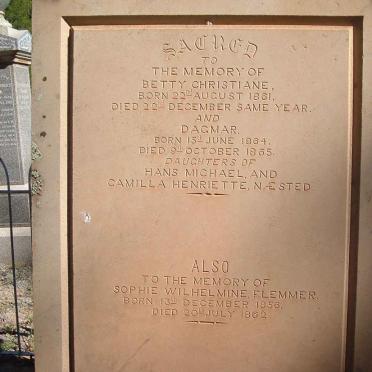 SACRED
TO
THE MEMORY OF
BETTY CHRISTIANE,
BORN 22ND AUGUST 1861,
DIED 22ND DECEMBER SAME YEAR.
AND
DAGMAR,
BORN 15TH JUNE 1864,
DIED 9TH OCTOBER 1865.
DAUGHTERS OF
HANS MICHAEL, AND
CAMILLA HENRIETTE, NÆSTED
ALSO
TO THE MEMORY OF
SOPHIE WILHELMINE, FLEMMER,
BORN 13TH DECEMBER 1856,
DIED 20TH JULY 1862.